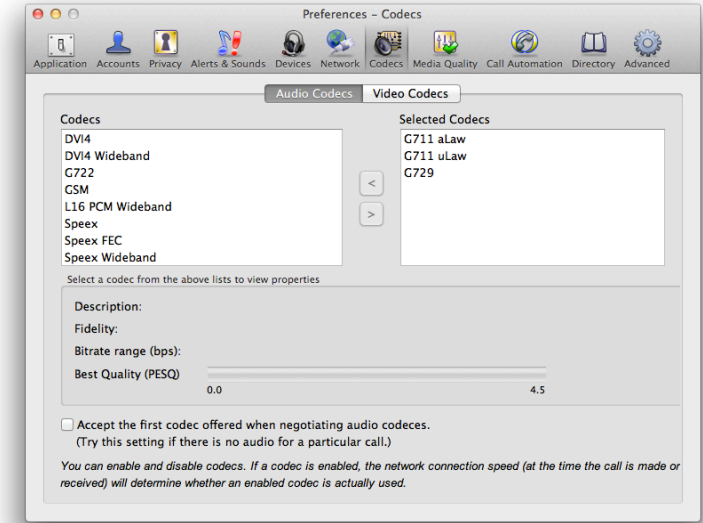 Preferences – Codecs
Application Accounts Privacy Alerts & Sounds Devices Network Codecs Media Quality Call Automation Directory Advanced
Audio Codecs Video Codecs
Codecs Selected Codecs
DVI4 G711 aLaw
DVI4 Wideband G711 uLaw
G722 G729
GSM
L16 PCM Wideband
Speex
Speex FEC
Speex Wideband
<
>
Select a codec from the above lists to view properties
Description:
Fidelity:
Bitrate range (bps):
Best Quality (PESQ)
0.0 4.5
Accept the first codec offered when negotiating audio codeces.
(Try this setting if there is no audio for a particular call.)
You can enable and disable codecs. If a codec is enabled, the network connection speed (at the time the call is made or
received) will determine whether an enabled codec is actually used.